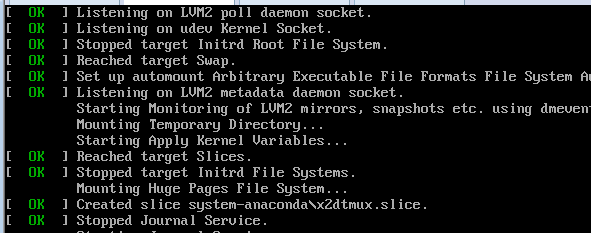 [  OK  ] Listening on LVM2 poll daemon socket.
[  OK  ] Listening on udev Kernel Socket.
[  OK  ] Stopped target Initrd Root File System.
[  OK  ] Reached target Swap.
[  OK  ] Set up automount Arbitrary Executable File Formats File System Au
[  OK  ] Listening on LVM2 metadata daemon socket.
Starting Monitoring of LVM2 mirrors, snapshots etc. using dmeven
Mounting Temporary Directory...
Starting Apply Kernel Variables...
[  OK  ] Reached target Slices.
[  OK  ] Stopped target Initrd File Systems.
Mounting Huge Pages File System...
[  OK  ] Created slice system-anaconda\x2dtmux.slice.
[  OK  ] Stopped Journal Service.